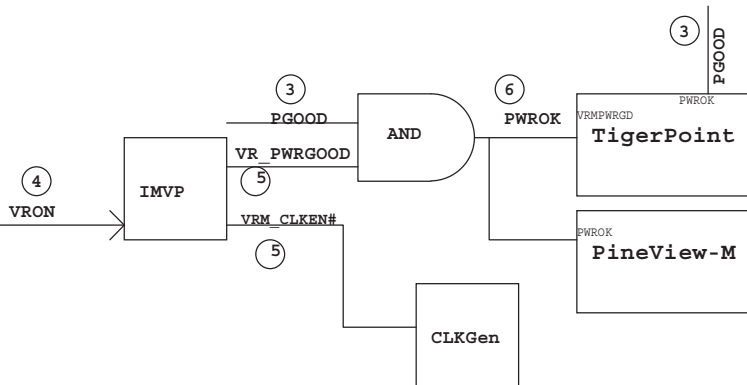 3
PGOOD
3
6
PWROK
VRMPWRGD
PGOOD
PWROK
AND
TigerPoint
VR_PWRGOOD
5
4
IMVP
VRON
VRM_CLKEN#
5
PWROK
PineView-M
CLKGen